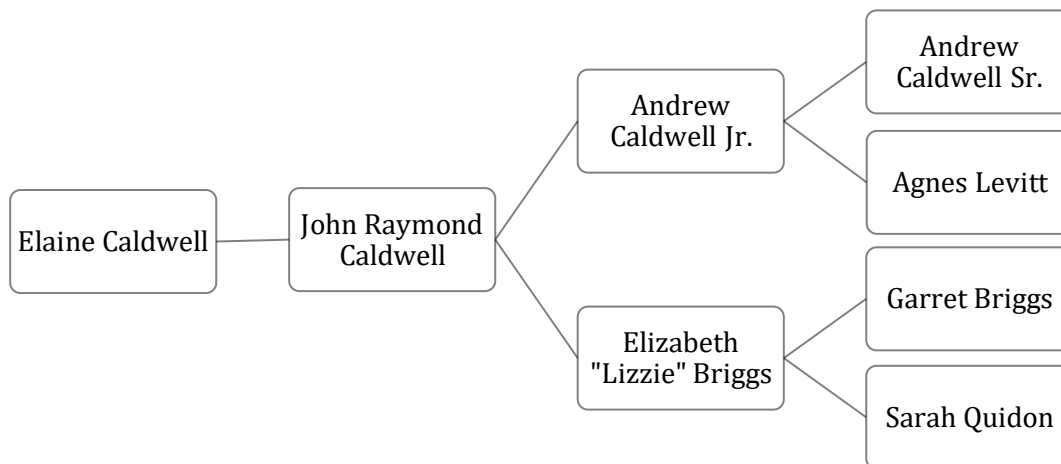 Elaine Caldwell
John Raymond
Caldwell
Andrew
Caldwell Jr.
Andrew
Caldwell Sr.
Agnes Levitt
Elizabeth
"Lizzie" Briggs
Garret Briggs
Sarah Quidon